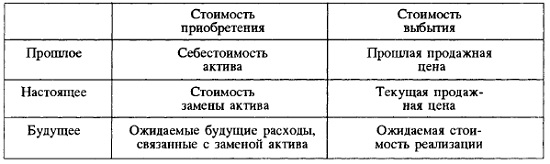 Стоимость
приобретения
Стоимость
выбытия
Прошлое
Себестоимость
актива
Прошлая продажная
цена
Настоящее
Стоимость
замены актива
Текущая продаж-
ная цена
Будущее
Ожидаемые будущие расходы,
связанные с заменой актива
Ожидаемая стои-
мость реализации